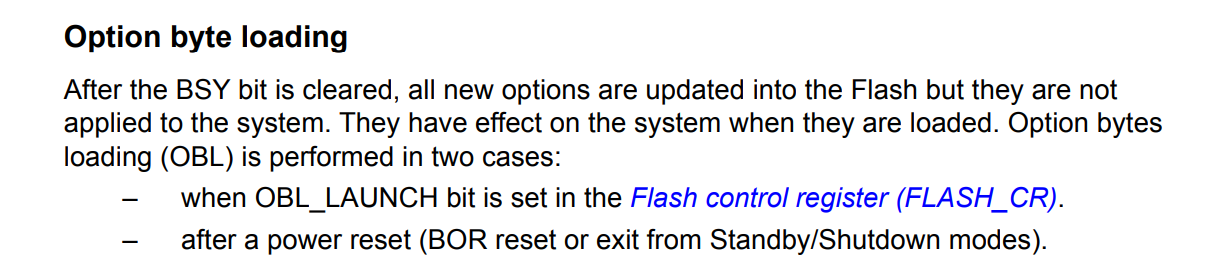 Option byte loading
After the BSY bit is cleared, all new options are updated into the Flash but they are not
applied to the system. They have effect on the system when they are loaded. Option bytes
loading (OBL) is performed in two cases:
– when OBL_LAUNCH bit is set in the Flash control register (FLASH_CR).
– after a power reset (BOR reset or exit from Standby/Shutdown modes).